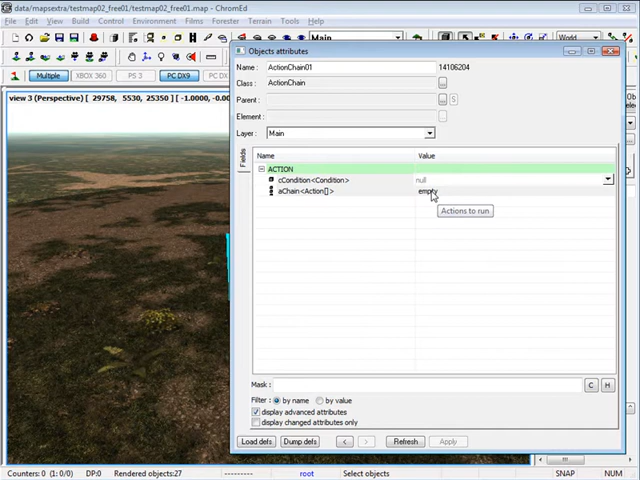 data/mapsextra/testmap02_free01/testmap02_free01.map - ChromEd
File Edit View Build Control Environment Films Forester Terrain Tools Help
Main
World
Multiple XBOX 360 PS 3 PC DX9
view 3 (Perspective) [ 29758, 5530, 25350] [-1.0000, -0.0
Objects attributes
Name : ActionChain01 14106204
Class : ActionChain ...
Parent : ... S
Element : ...
Layer : Main
Fields
Name Value
ACTION
cCondition<Condition> null
aChain<Action[]> empty
Actions to run
Mask : C H
Filter : by name by value
display advanced attributes
display changed attributes only
Load defs Dump defs < > Refresh Apply
Counters: 0 (1: 0/0) DP:0 Rendered objects:27 --------- root Select objects SNAP NUM